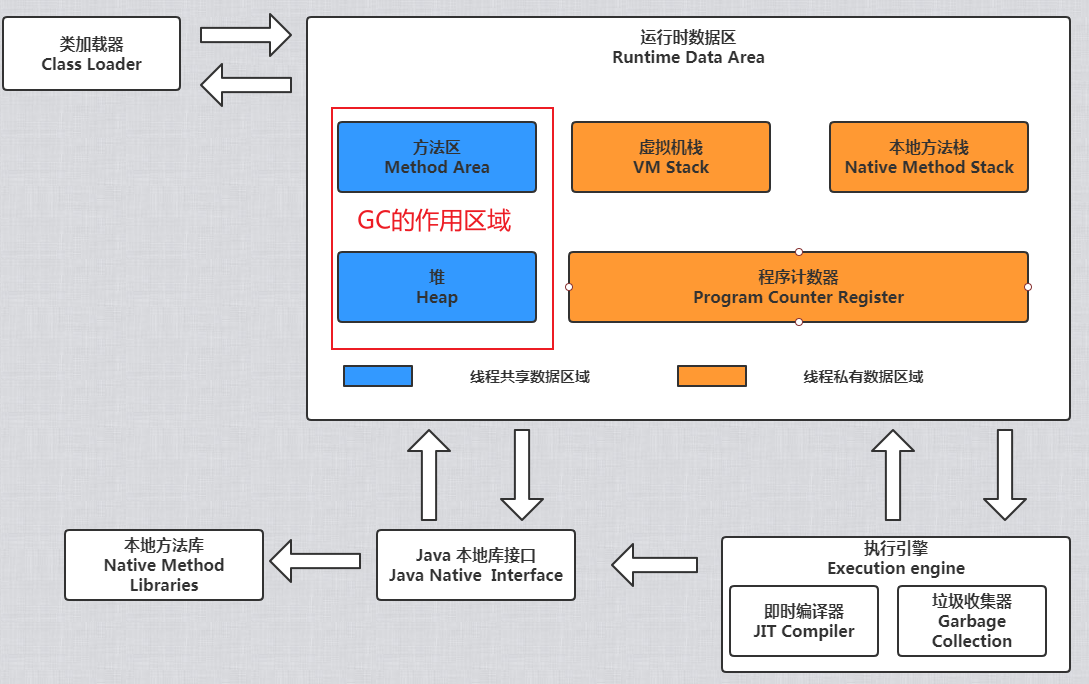 类加载器
Class Loader
运行时数据区
Runtime Data Area
方法区
Method Area
虚拟机栈
VM Stack
本地方法栈
Native Method Stack
GC的作用区域
堆
Heap
程序计数器
Program Counter Register
线程共享数据区域
线程私有数据区域
本地方法库
Native Method
Libraries
Java 本地库接口
Java Native Interface
执行引擎
Execution engine
即时编译器
JIT Compiler
垃圾收集器
Garbage
Collection